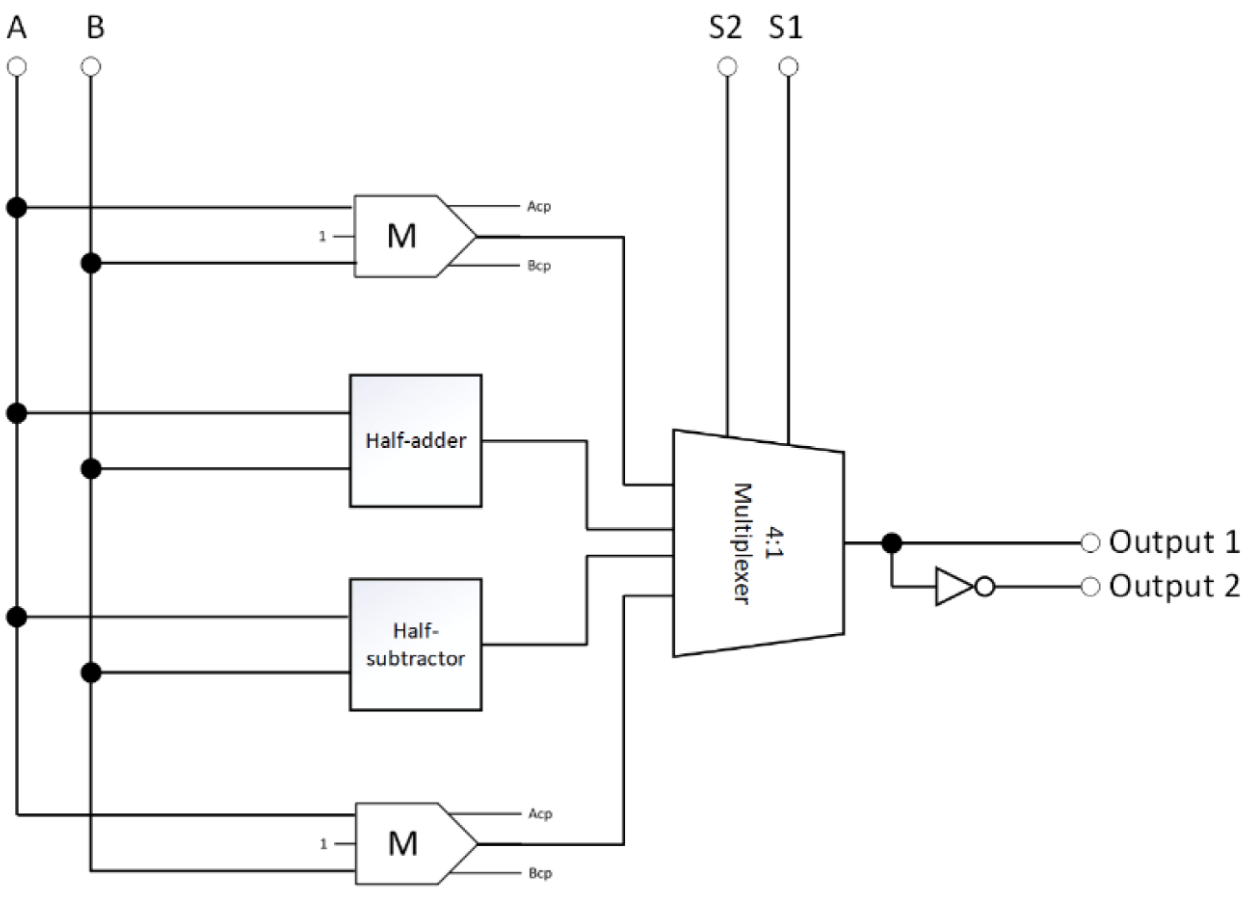 A B S2 S1
Acp
1 M
Bcp
Half-adder
4:1
Multiplexer
Output 1
Output 2
Half-
subtractor
Acp
1 M
Bcp